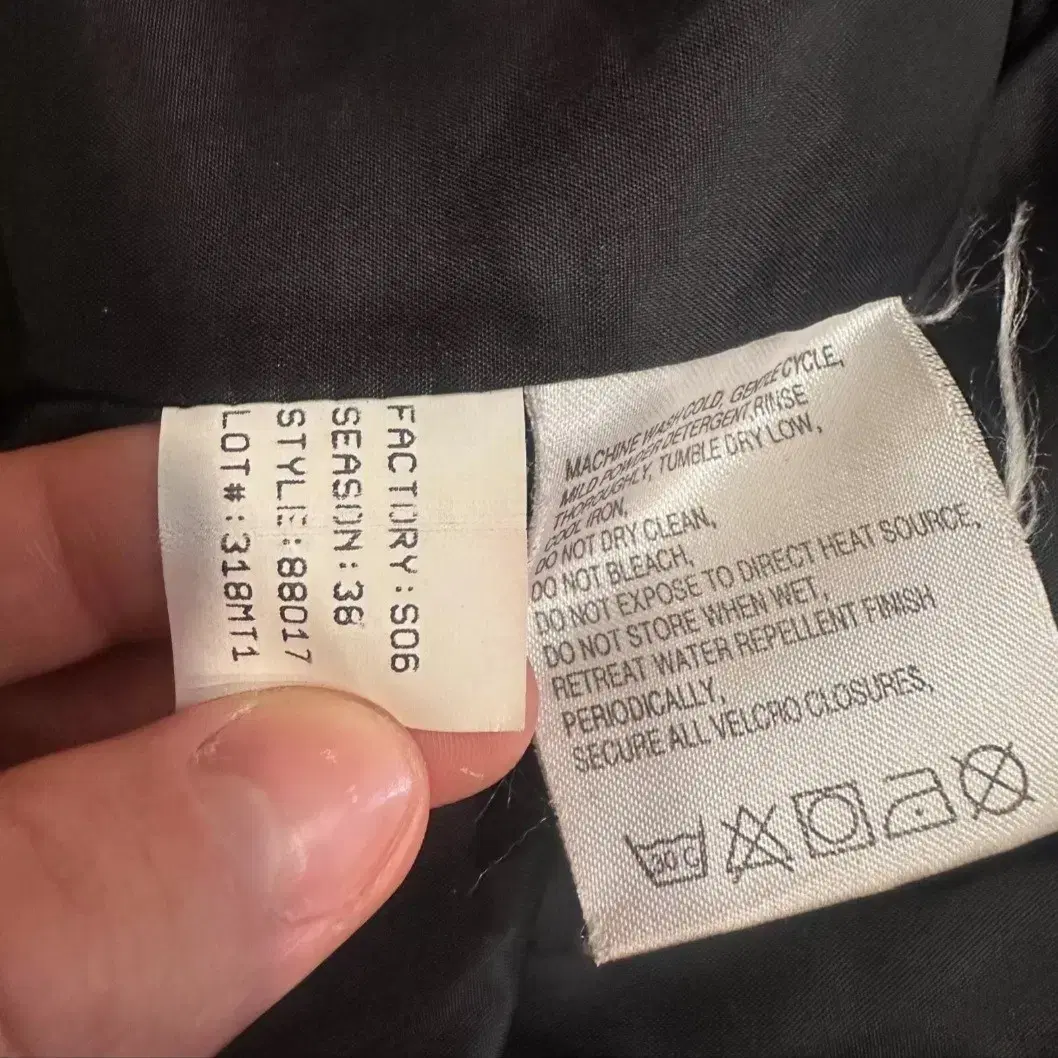 FACTORY:S06
SEASON:38
STYLE:88017
LOT#:318MT1
MACHINE WASH COLD, GENTLE CYCLE,
MILD POWDER DETERGENT, RINSE
THOROUGHLY, TUMBLE DRY LOW,
COOL IRON,
DO NOT DRY CLEAN,
DO NOT BLEACH,
DO NOT EXPOSE TO DIRECT HEAT SOURCE,
DO NOT STORE WHEN WET,
RETREAT WATER REPELLENT FINISH
PERIODICALLY,
SECURE ALL VELCRO CLOSURES,
30C